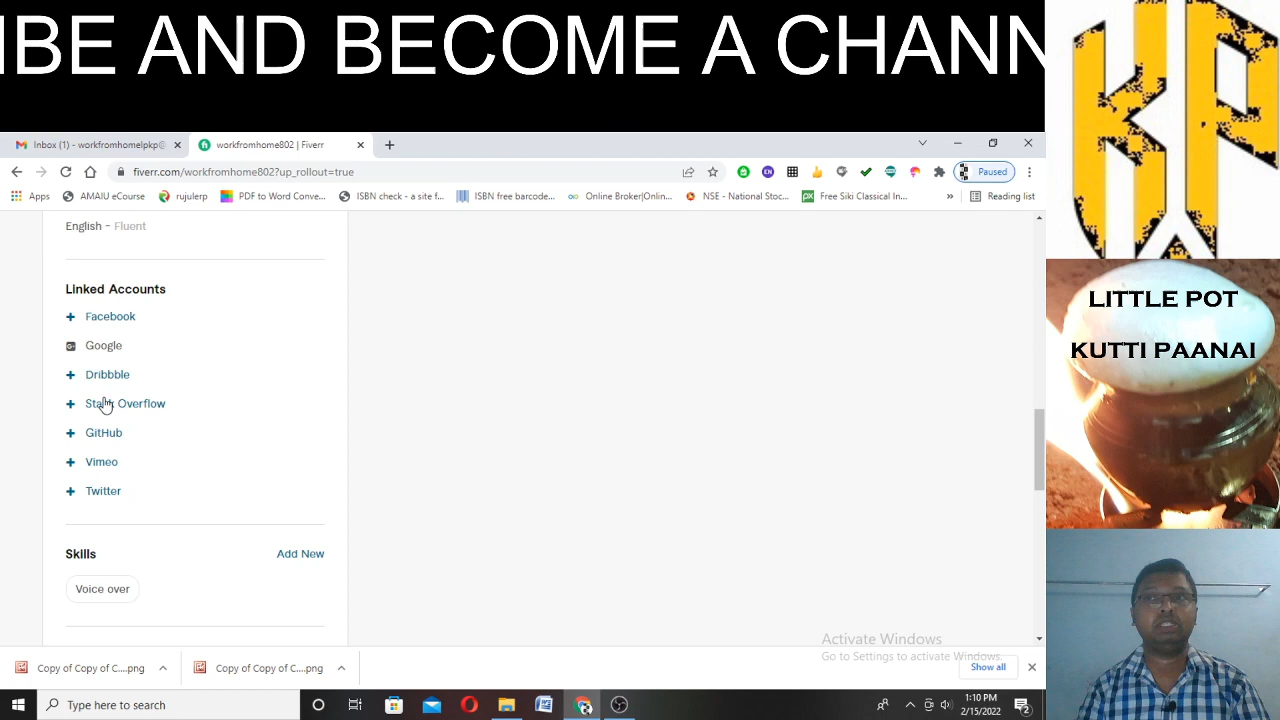 IBE AND BECOME A CHANN
KP
Inbox (1) - workfromhomelpkp@
workfromhome802 | Fiverr
fiverr.com/workfromhome802?up_rollout=true
Paused
Apps
AMAIU eCourse
rujulerp
PDF to Word Conve...
ISBN check - a site f...
ISBN free barcode...
Online Broker|Onlin...
NSE - National Stoc...
Free Siki Classical In...
»
Reading list
English - Fluent
Linked Accounts
Facebook
Google
Dribbble
Stack Overflow
GitHub
Vimeo
Twitter
Skills
Add New
Voice over
LITTLE POT
KUTTI PAANAI
Activate Windows
Go to Settings to activate Windows.
Copy of Copy of C....png
Copy of Copy of C....png
Show all
Type here to search
1:10 PM
2/15/2022
2